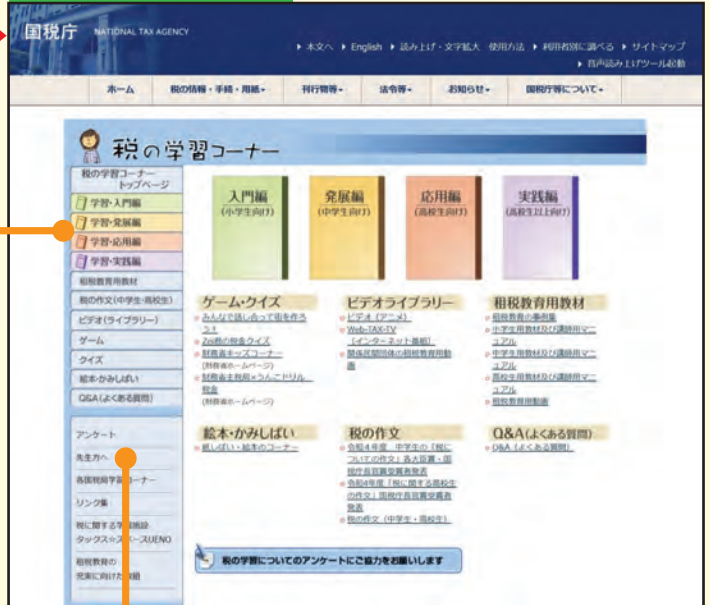 国税庁 NATIONAL TAX AGENCY
本文へ English 読み上げ・文字拡大 使用方法 利用者別に調べる サイトマップ
音声読み上げツール起動
ホーム 税の情報・手続・用紙 刊行物等 法令等 お知らせ 国税庁等について
税の学習コーナー
税の学習コーナー
トップページ
学習・入門編
学習・発展編
学習・応用編
学習・実践編
租税教育用教材
税の作文(中学生・高校生)
ビデオ(ライブラリー)
ゲーム
クイズ
絵本・かみしばい
Q&A(よくある質問)
アンケート
先生方へ
各国税局学習コーナー
リンク集
税に関する学習施設
タックス☆スペースUENO
租税教育の
充実に向けた取組
入門編
(小学生向け)
発展編
(中学生向け)
応用編
(高校生向け)
実践編
(高校生以上向け)
ゲーム・クイズ
みんなで話し合って街を作ろ
う！
財務省キッズコーナー
(財務省ホームページ)
財務省主税局×うんこドリル
税金
(財務省ホームページ)
ビデオライブラリー
ビデオ（アニメ）
Web-TAX-TV
（インターネット番組）
関係民間団体の租税教育用動
画
租税教育用教材
租税教育の事例集
小学生用教材及び講師用マニ
ュアル
中学生用教材及び講師用マニ
ュアル
高校生用教材及び講師用マニ
ュアル
租税教育用動画
絵本・かみしばい
紙しばい・絵本のコーナー
税の作文
令和4年度 中学生の「税に
ついての作文」各大臣賞・国
税庁長官賞受賞者発表
令和4年度「税に関する高校生
の作文」国税庁長官賞受賞者
発表
税の作文（中学生・高校生）
Q&A(よくある質問)
Q&A（よくある質問）
税の学習についてのアンケートにご協力をお願いします